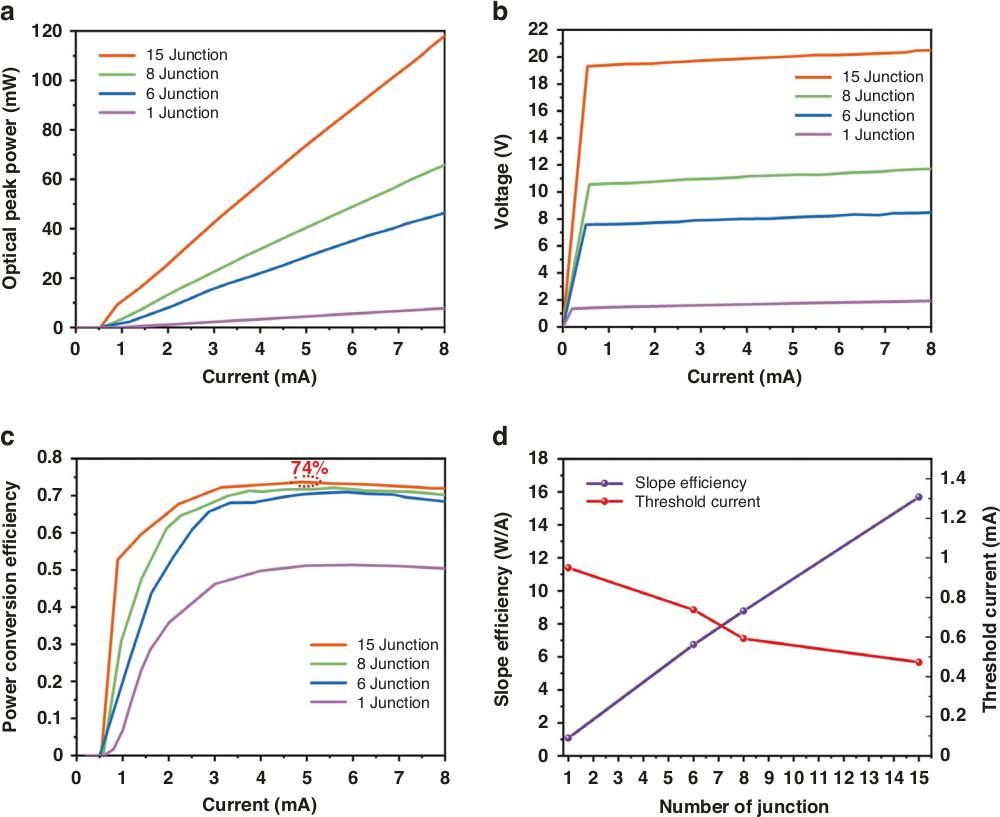 a
120
100
80
60
40
20
0
Optical peak power (mW)
15 Junction
8 Junction
6 Junction
1 Junction
0 1 2 3 4 5 6 7 8
Current (mA)
b
22
20
18
16
14
12
10
8
6
4
2
0
Voltage (V)
15 Junction
8 Junction
6 Junction
1 Junction
0 1 2 3 4 5 6 7 8
Current (mA)
c
0.8
0.7
0.6
0.5
0.4
0.3
0.2
0.1
0
Power conversion efficiency
74%
15 Junction
8 Junction
6 Junction
1 Junction
0 1 2 3 4 5 6 7 8
Current (mA)
d
18
16
14
12
10
8
6
4
2
0
Slope efficiency (W/A)
Slope efficiency
Threshold current
1.4
1.2
1
0.8
0.6
0.4
0.2
0
Threshold current (mA)
1 2 3 4 5 6 7 8 9 10 11 12 13 14 15
Number of junction